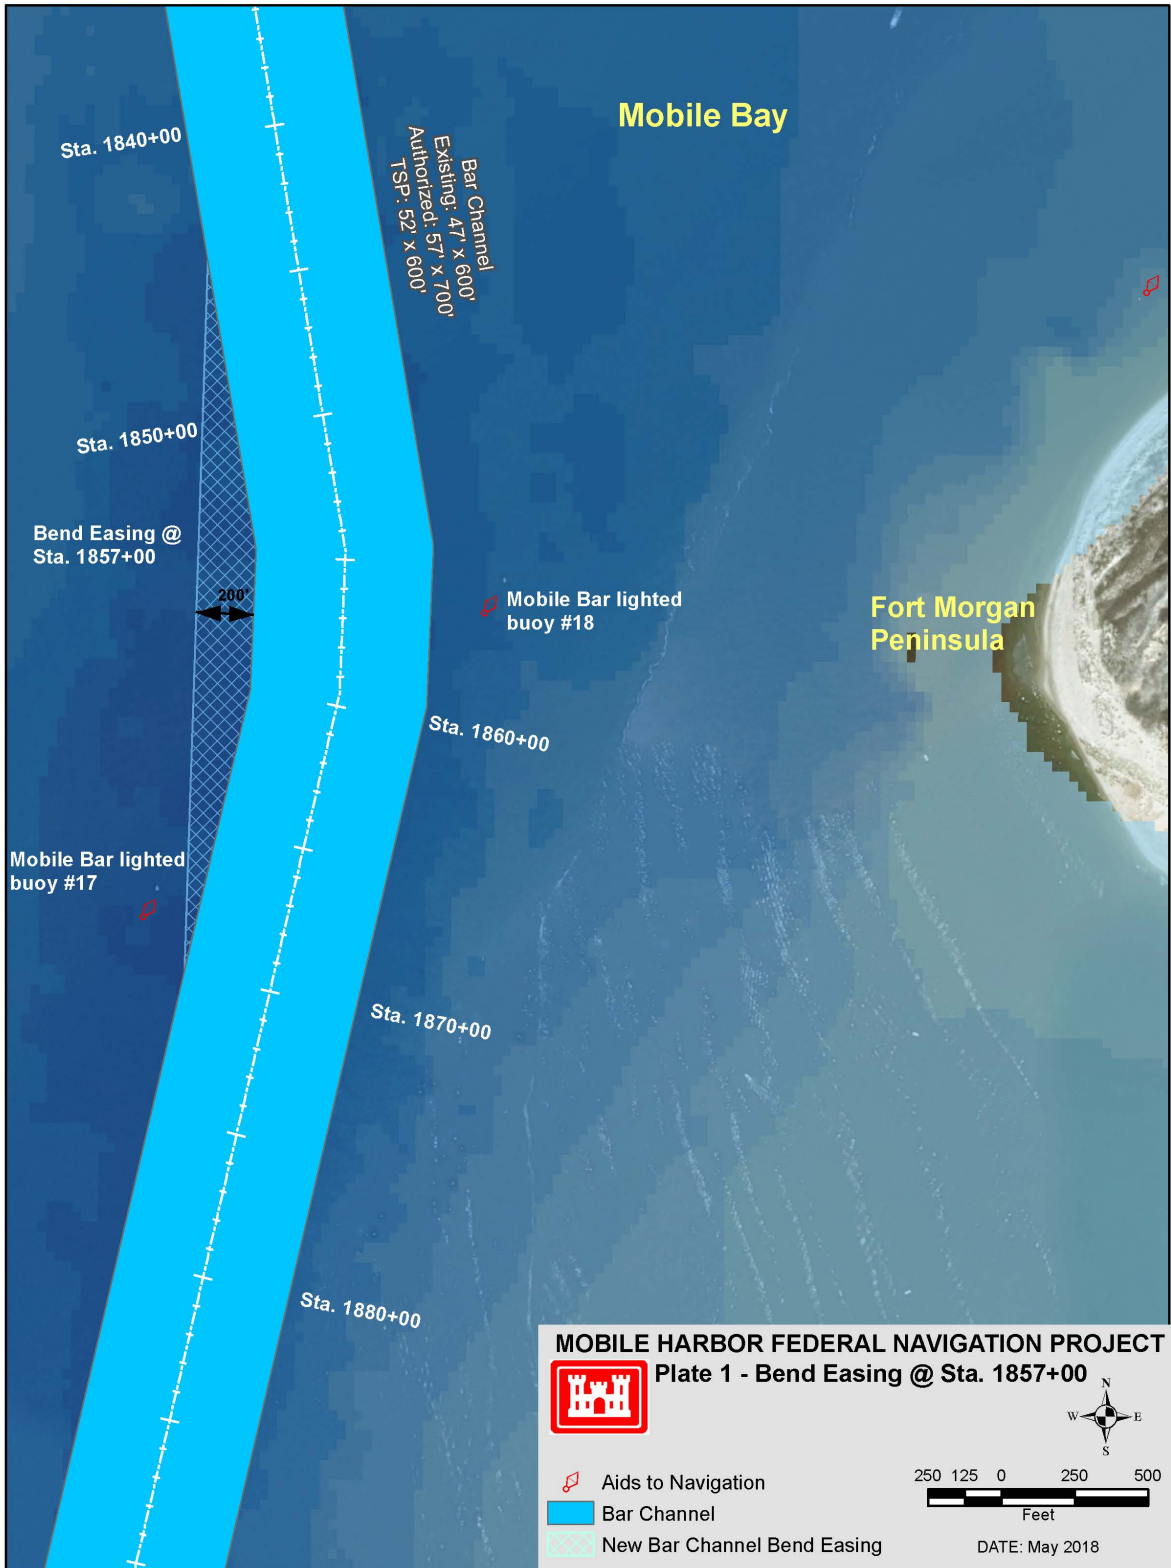 Mobile Bay
Sta. 1840+00
Bar Channel
Existing: 47' x 600'
Authorized: 57' x 700'
TSP: 52' x 600'
Sta. 1850+00
Bend Easing @
Sta. 1857+00
200'
Mobile Bar lighted
buoy #18
Fort Morgan
Peninsula
Sta. 1860+00
Mobile Bar lighted
buoy #17
Sta. 1870+00
Sta. 1880+00
MOBILE HARBOR FEDERAL NAVIGATION PROJECT
Plate 1 - Bend Easing @ Sta. 1857+00
N
W E
S
Aids to Navigation
Bar Channel
New Bar Channel Bend Easing
250 125 0 250 500
Feet
DATE: May 2018